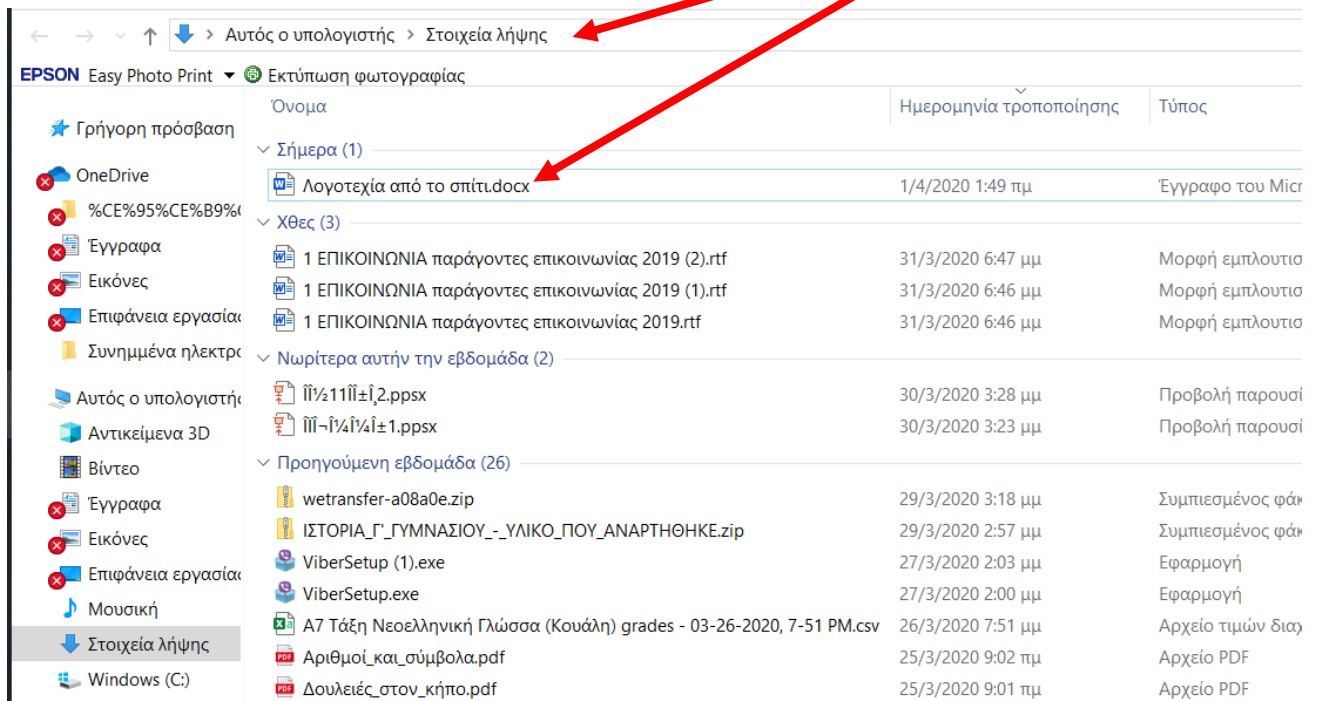 Αυτός ο υπολογιστής > Στοιχεία λήψης
EPSON Easy Photo Print Εκτύπωση φωτογραφίας
Όνομα Ημερομηνία τροποποίησης Τύπος
Γρήγορη πρόσβαση
OneDrive
%CE%95%CE%B9%
Έγγραφα
Εικόνες
Επιφάνεια εργασίας
Συνημμένα ηλεκτρο
Αυτός ο υπολογιστής
Αντικείμενα 3D
Βίντεο
Έγγραφα
Εικόνες
Επιφάνεια εργασίας
Μουσική
Στοιχεία λήψης
Windows (C:)
Σήμερα (1)
Λογοτεχία από το σπίτι.docx 1/4/2020 1:49 πμ Έγγραφο του Micr
Χθες (3)
1 ΕΠΙΚΟΙΝΩΝΙΑ παράγοντες επικοινωνίας 2019 (2).rtf 31/3/2020 6:47 μμ Μορφή εμπλουτισ
1 ΕΠΙΚΟΙΝΩΝΙΑ παράγοντες επικοινωνίας 2019 (1).rtf 31/3/2020 6:46 μμ Μορφή εμπλουτισ
1 ΕΠΙΚΟΙΝΩΝΙΑ παράγοντες επικοινωνίας 2019.rtf 31/3/2020 6:46 μμ Μορφή εμπλουτισ
Νωρίτερα αυτήν την εβδομάδα (2)
ÎÎ½11ÎÎ±Î¸2.ppsx 30/3/2020 3:28 μμ Προβολή παρουσί
ÎÎÎ¬Î¼Î¼Î±1.ppsx 30/3/2020 3:23 μμ Προβολή παρουσί
Προηγούμενη εβδομάδα (26)
wetransfer-a08a0e.zip 29/3/2020 3:18 μμ Συμπιεσμένος φάκ
ΙΣΤΟΡΙΑ_Γ'_ΓΥΜΝΑΣΙΟΥ_-_ΥΛΙΚΟ_ΠΟΥ_ΑΝΑΡΤΗΘΗΚΕ.zip 29/3/2020 2:57 μμ Συμπιεσμένος φάκ
ViberSetup (1).exe 27/3/2020 2:03 μμ Εφαρμογή
ViberSetup.exe 27/3/2020 2:00 μμ Εφαρμογή
Α7 Τάξη Νεοελληνική Γλώσσα (Κουάλη) grades - 03-26-2020, 7-51 PM.csv 26/3/2020 7:51 μμ Αρχείο τιμών διαχ
Αριθμοί_και_σύμβολα.pdf 25/3/2020 9:02 πμ Αρχείο PDF
Δουλειές_στον_κήπο.pdf 25/3/2020 9:01 πμ Αρχείο PDF